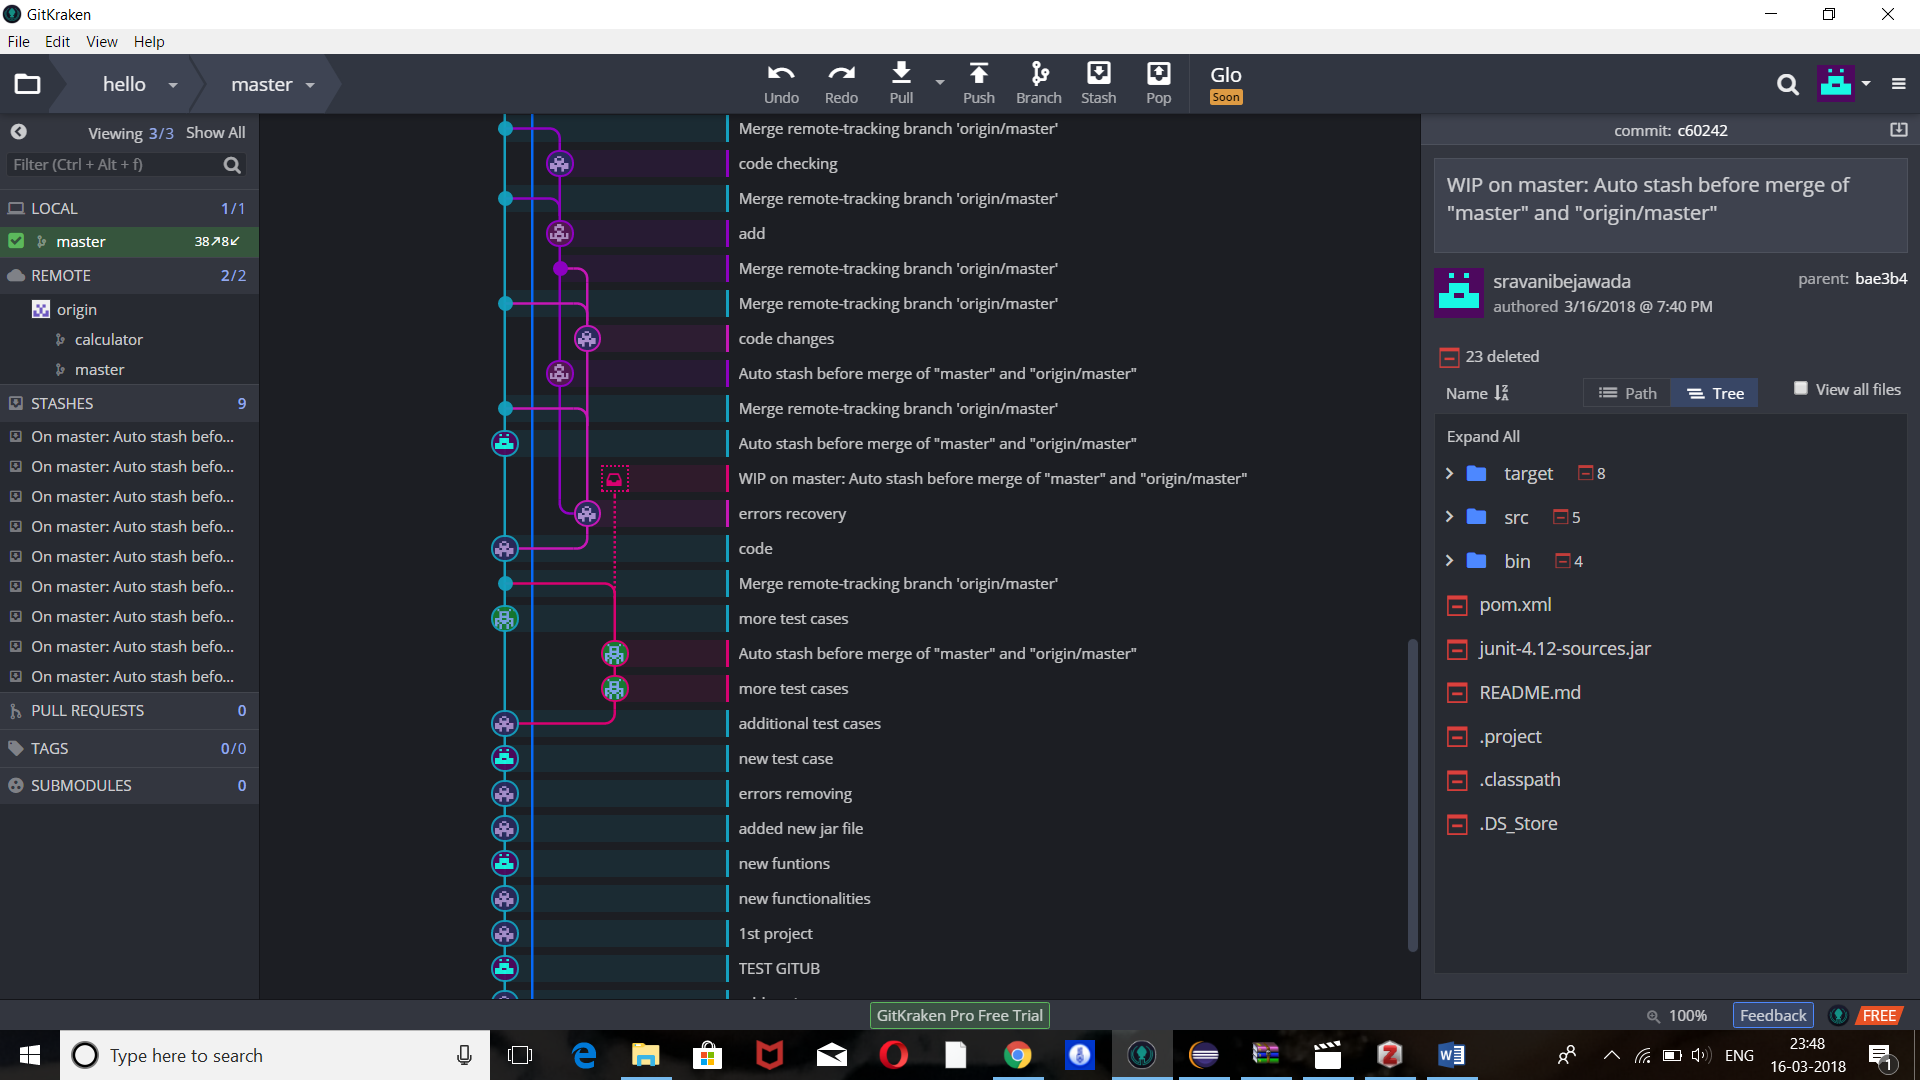 GitKraken
File Edit View Help
hello master Undo Redo Pull Push Branch Stash Pop Glo Soon
Viewing 3/3 Show All
Filter (Ctrl + Alt + f)
LOCAL 1/1
master 38↗8↙
REMOTE 2/2
origin
calculator
master
STASHES 9
On master: Auto stash befo...
On master: Auto stash befo...
On master: Auto stash befo...
On master: Auto stash befo...
On master: Auto stash befo...
On master: Auto stash befo...
On master: Auto stash befo...
On master: Auto stash befo...
On master: Auto stash befo...
PULL REQUESTS 0
TAGS 0/0
SUBMODULES 0
Merge remote-tracking branch 'origin/master'
code checking
Merge remote-tracking branch 'origin/master'
add
Merge remote-tracking branch 'origin/master'
Merge remote-tracking branch 'origin/master'
code changes
Auto stash before merge of "master" and "origin/master"
Merge remote-tracking branch 'origin/master'
Auto stash before merge of "master" and "origin/master"
WIP on master: Auto stash before merge of "master" and "origin/master"
errors recovery
code
Merge remote-tracking branch 'origin/master'
more test cases
Auto stash before merge of "master" and "origin/master"
more test cases
additional test cases
new test case
errors removing
added new jar file
new funtions
new functionalities
1st project
TEST GITUB
commit: c60242
WIP on master: Auto stash before merge of
"master" and "origin/master"
sravanibejawada parent: bae3b4
authored 3/16/2018 @ 7:40 PM
23 deleted
Name Path Tree View all files
Expand All
target 8
src 5
bin 4
pom.xml
junit-4.12-sources.jar
README.md
.project
.classpath
.DS_Store
GitKraken Pro Free Trial 100% Feedback FREE
Type here to search
ENG
23:48
16-03-2018
1